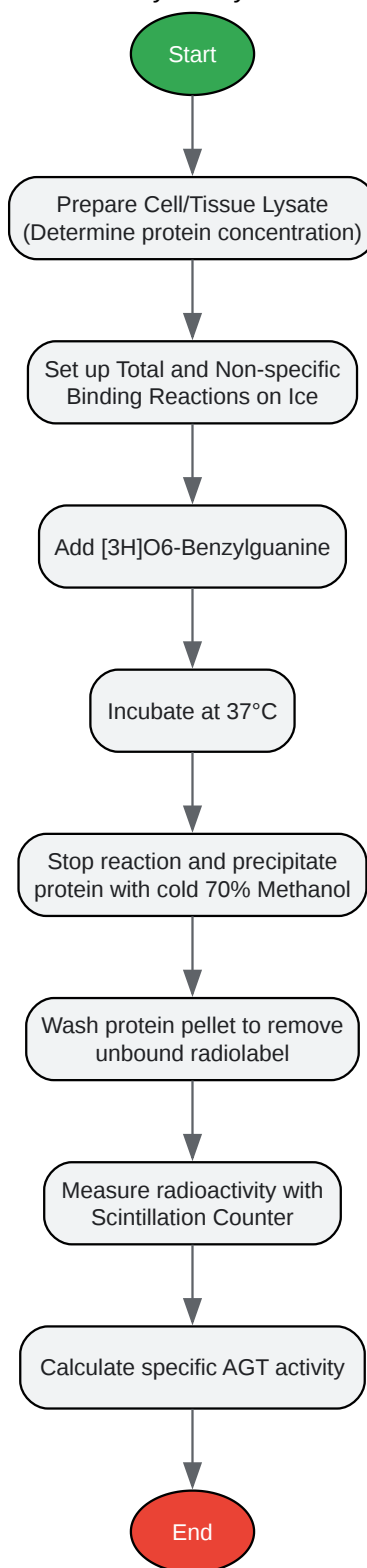 Start
Prepare Cell/Tissue Lysate
(Determine protein concentration)
Set up Total and Non-specific
Binding Reactions on Ice
Add [3H]O6-Benzylguanine
Incubate at 37°C
Stop reaction and precipitate
protein with cold 70% Methanol
Wash protein pellet to remove
unbound radiolabel
Measure radioactivity with
Scintillation Counter
Calculate specific AGT activity
End